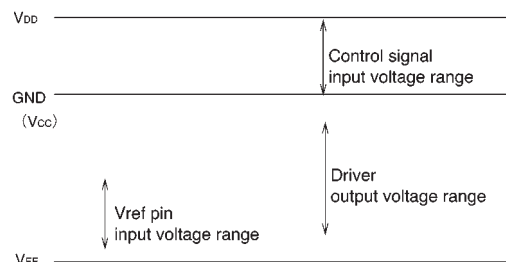 VDD
Control signal
input voltage range
GND
(VCC)
Driver
output voltage range
Vref pin
input voltage range
VEE